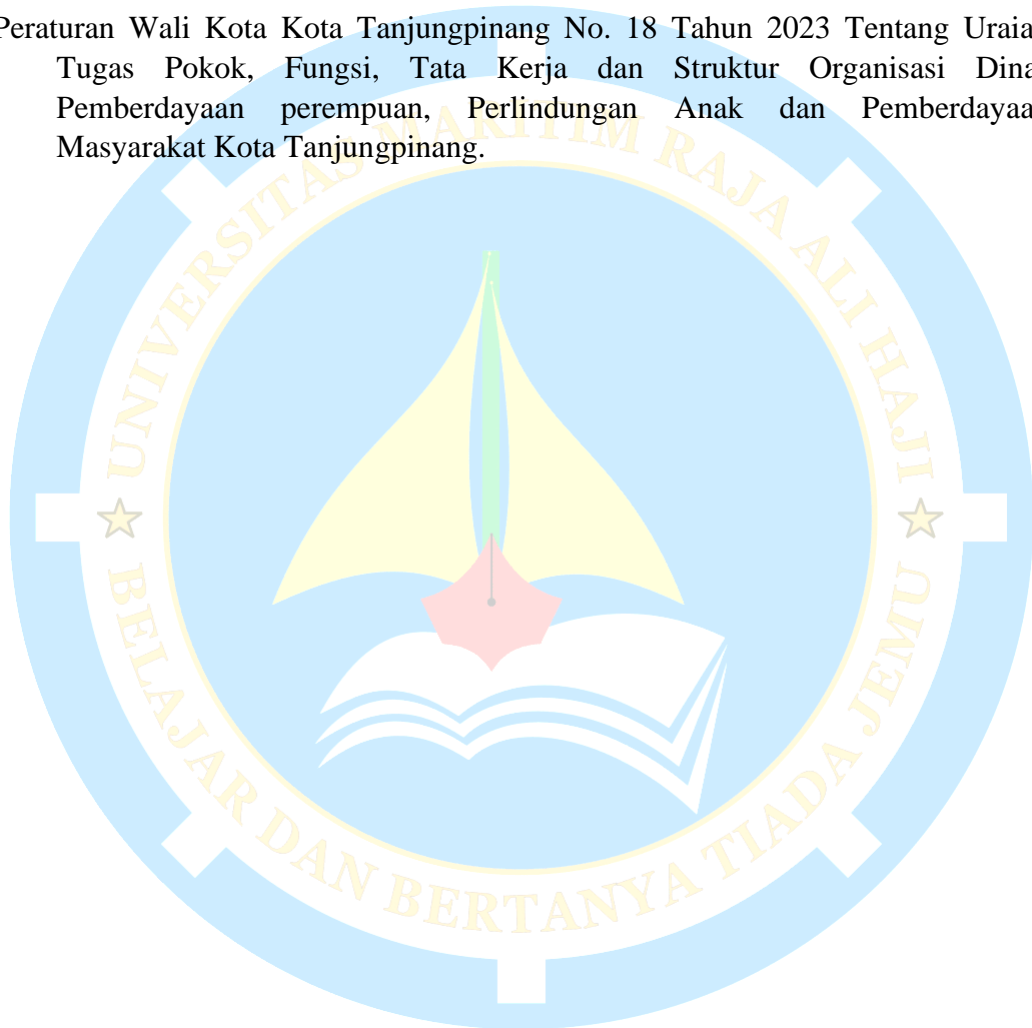 Peraturan Wali Kota Kota Tanjungpinang No. 18 Tahun 2023 Tentang Uraia
Tugas Pokok, Fungsi, Tata Kerja dan Struktur Organisasi Dina
Pemberdayaan perempuan, Perlindungan Anak dan Pemberdayaa
Masyarakat Kota Tanjungpinang.
UNIVERSITAS MARITIM RAJA ALI HAJI
BELAJAR DAN BERTANYA TIADA JEMU